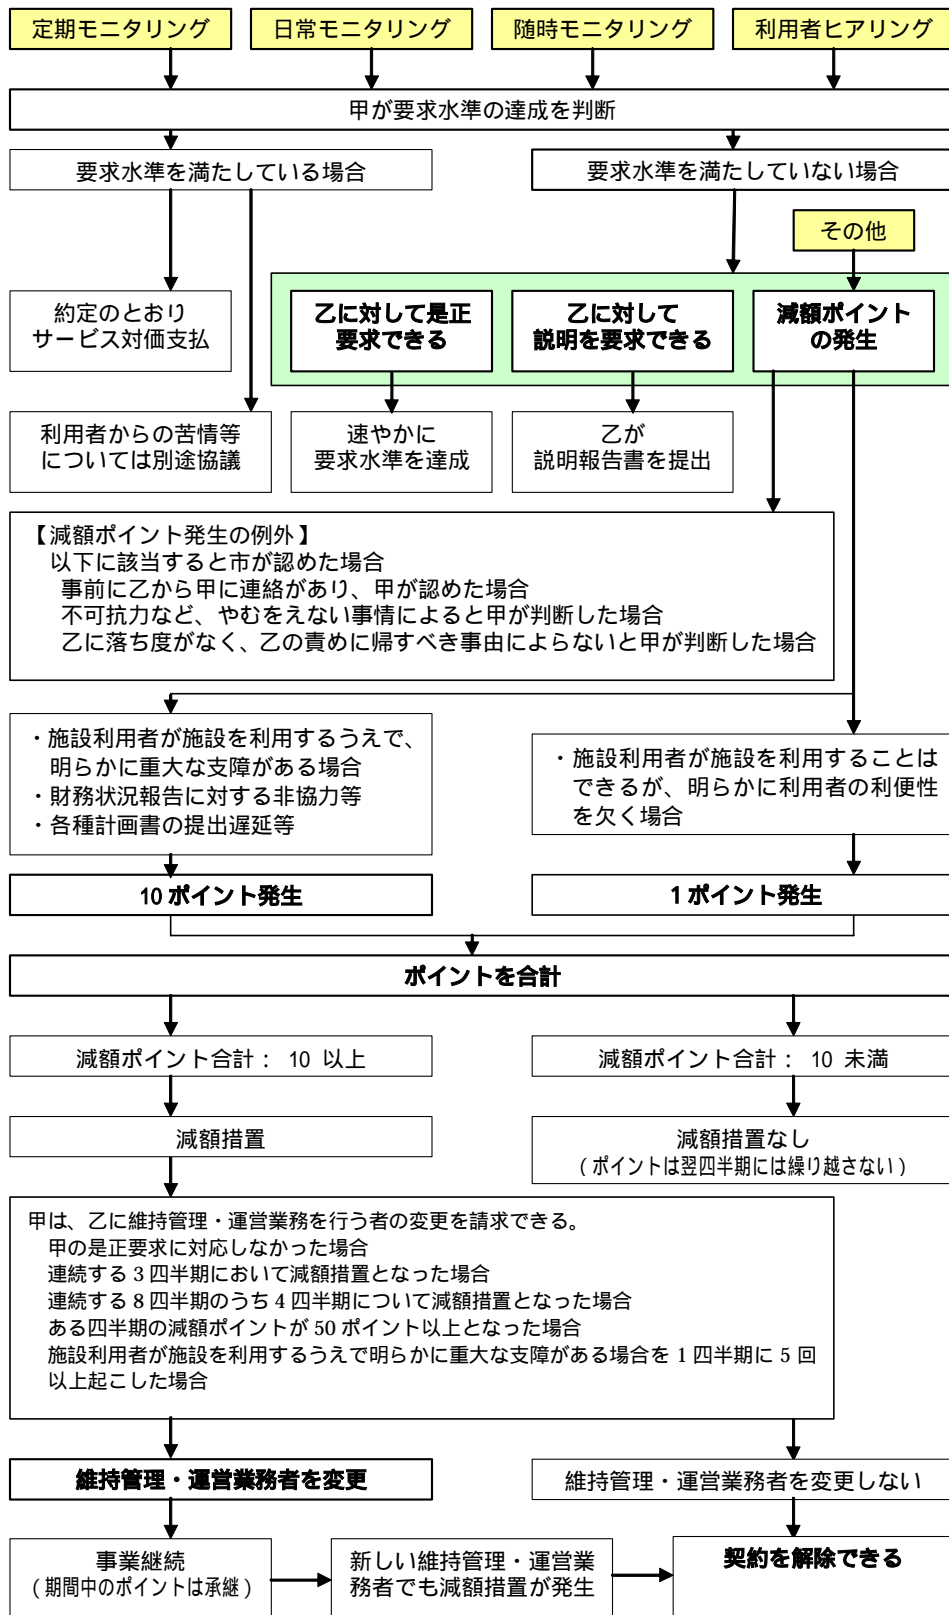 定期モニタリング
日常モニタリング
随時モニタリング
利用者ヒアリング
甲が要求水準の達成を判断
要求水準を満たしている場合
要求水準を満たしていない場合
その他
約定のとおり
サービス対価支払
乙に対して是正
要求できる
乙に対して
説明を要求できる
減額ポイント
の発生
利用者からの苦情等
については別途協議
速やかに
要求水準を達成
乙が
説明報告書を提出
【減額ポイント発生の例外】
以下に該当すると市が認めた場合
事前に乙から甲に連絡があり、甲が認めた場合
不可抗力など、やむをえない事情によると甲が判断した場合
乙に落ち度がなく、乙の責めに帰すべき事由によらないと甲が判断した場合
・施設利用者が施設を利用するうえで、
明らかに重大な支障がある場合
・財務状況報告に対する非協力等
・各種計画書の提出遅延等
・施設利用者が施設を利用することは
できるが、明らかに利用者の利便性
を欠く場合
10 ポイント発生
1 ポイント発生
ポイントを合計
減額ポイント合計： 10 以上
減額ポイント合計： 10 未満
減額措置
減額措置なし
（ポイントは翌四半期には繰り越さない）
甲は、乙に維持管理・運営業務を行う者の変更を請求できる。
甲の是正要求に対応しなかった場合
連続する 3 四半期において減額措置となった場合
連続する 8 四半期のうち 4 四半期について減額措置となった場合
ある四半期の減額ポイントが 50 ポイント以上となった場合
施設利用者が施設を利用するうえで明らかに重大な支障がある場合を 1 四半期に 5 回
以上起こした場合
維持管理・運営業務者を変更
維持管理・運営業務者を変更しない
事業継続
（期間中のポイントは承継）
新しい維持管理・運営業
務者でも減額措置が発生
契約を解除できる